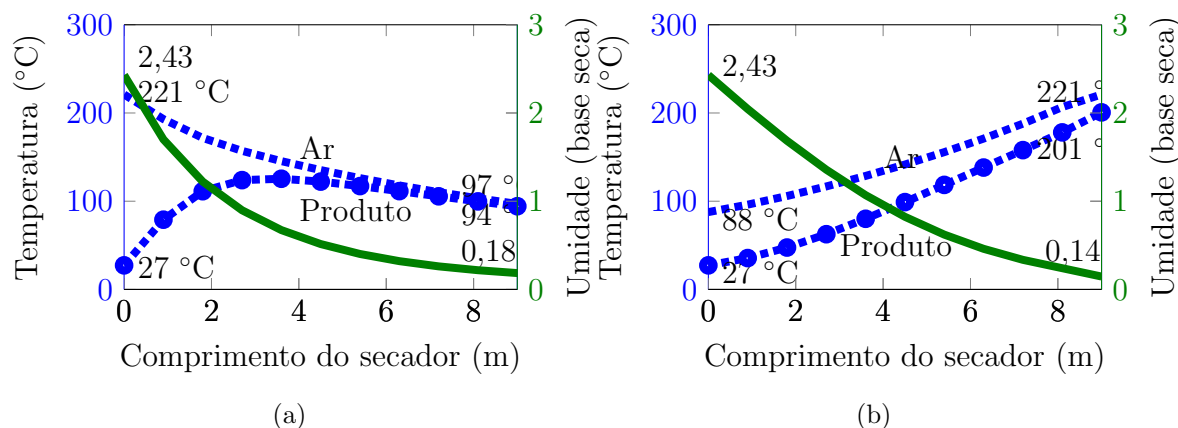 300
200
100
0
3
2
1
0
0
2
4
6
8
2,43
221 °C
Ar
Produto
27 °C
97 °
94 °
0,18
Temperatura (°C)
Umidade (base seca)
Comprimento do secador (m)
(a)
300
200
100
0
3
2
1
0
0
2
4
6
8
2,43
221 °
Ar
201 °
88 °C
Produto
27 °C
0,14
Temperatura (°C)
Umidade (base seca)
Comprimento do secador (m)
(b)